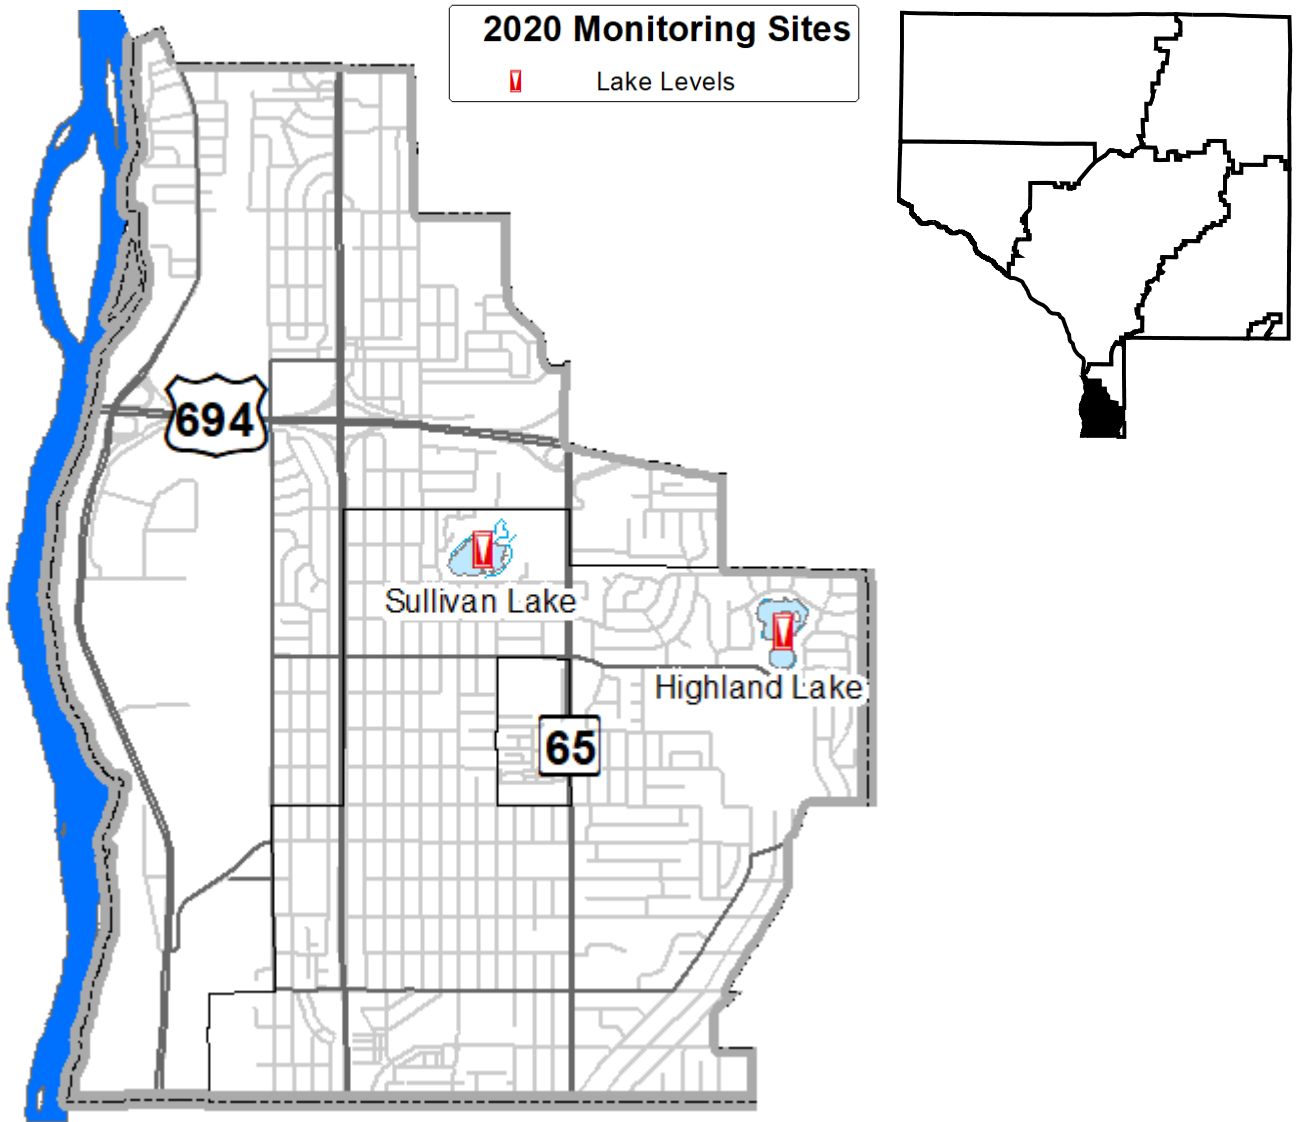 2020 Monitoring Sites
Lake Levels
694
Sullivan Lake
Highland Lake
65